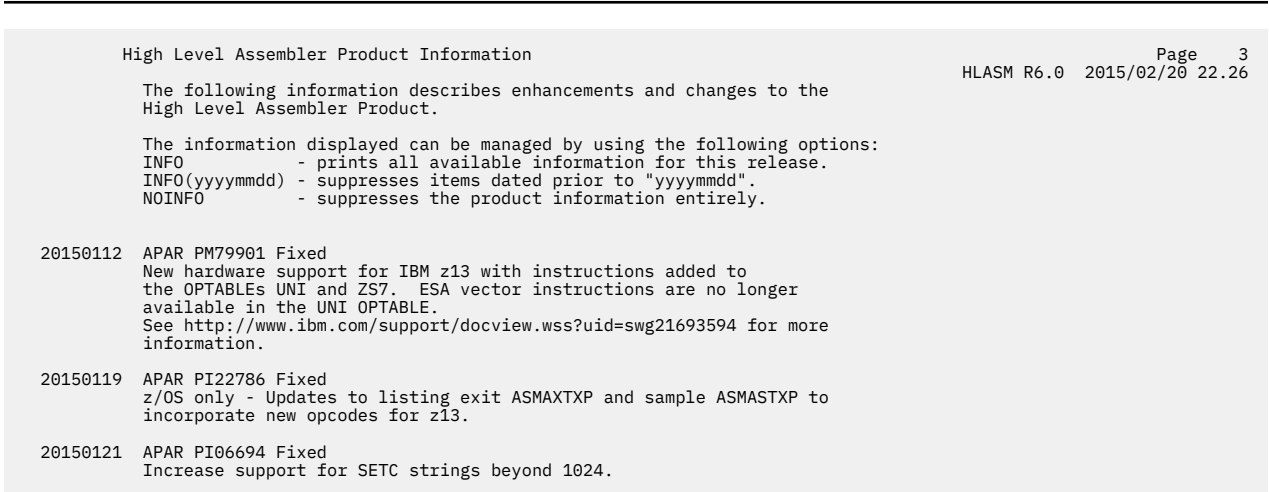 High Level Assembler Product Information Page 3
HLASM R6.0 2015/02/20 22.26
The following information describes enhancements and changes to the
High Level Assembler Product.
The information displayed can be managed by using the following options:
INFO - prints all available information for this release.
INFO(yyyymmdd) - suppresses items dated prior to "yyyymmdd".
NOINFO - suppresses the product information entirely.
20150112 APAR PM79901 Fixed
New hardware support for IBM z13 with instructions added to
the OPTABLEs UNI and ZS7. ESA vector instructions are no longer
available in the UNI OPTABLE.
See http://www.ibm.com/support/docview.wss?uid=swg21693594 for more
information.
20150119 APAR PI22786 Fixed
z/OS only - Updates to listing exit ASMAXTXP and sample ASMASTXP to
incorporate new opcodes for z13.
20150121 APAR PI06694 Fixed
Increase support for SETC strings beyond 1024.